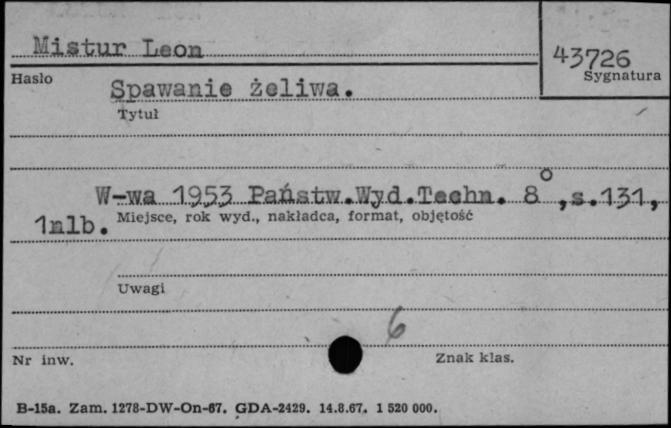 Mistur Leon
43726
Hasło
Sygnatura
Spawanie żeliwa.
Tytuł
W-wa 1953 Państw.Wyd.Techn. 8°,s.131,
1nlb.
Miejsce, rok wyd., nakładca, format, objętość
Uwagi
6
Nr inw.
Znak klas.
B-15a. Zam. 1278-DW-On-67. GDA-2429. 14.8.67. 1 520 000.